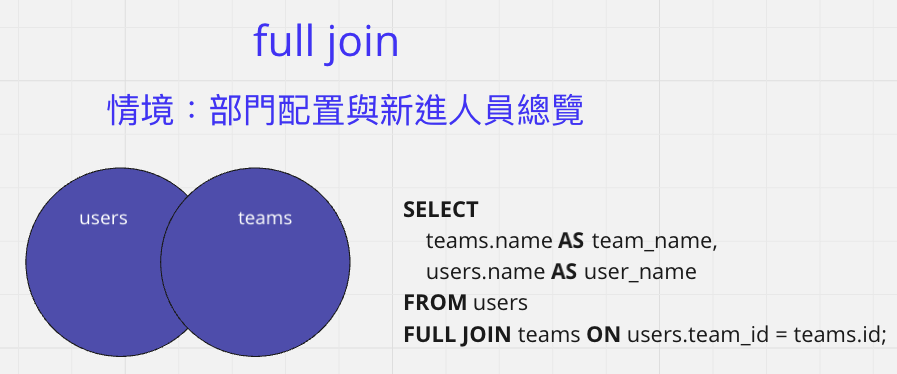 full join
情境：部門配置與新進人員總覽
users
teams
SELECT
teams.name AS team_name,
users.name AS user_name
FROM users
FULL JOIN teams ON users.team_id = teams.id;